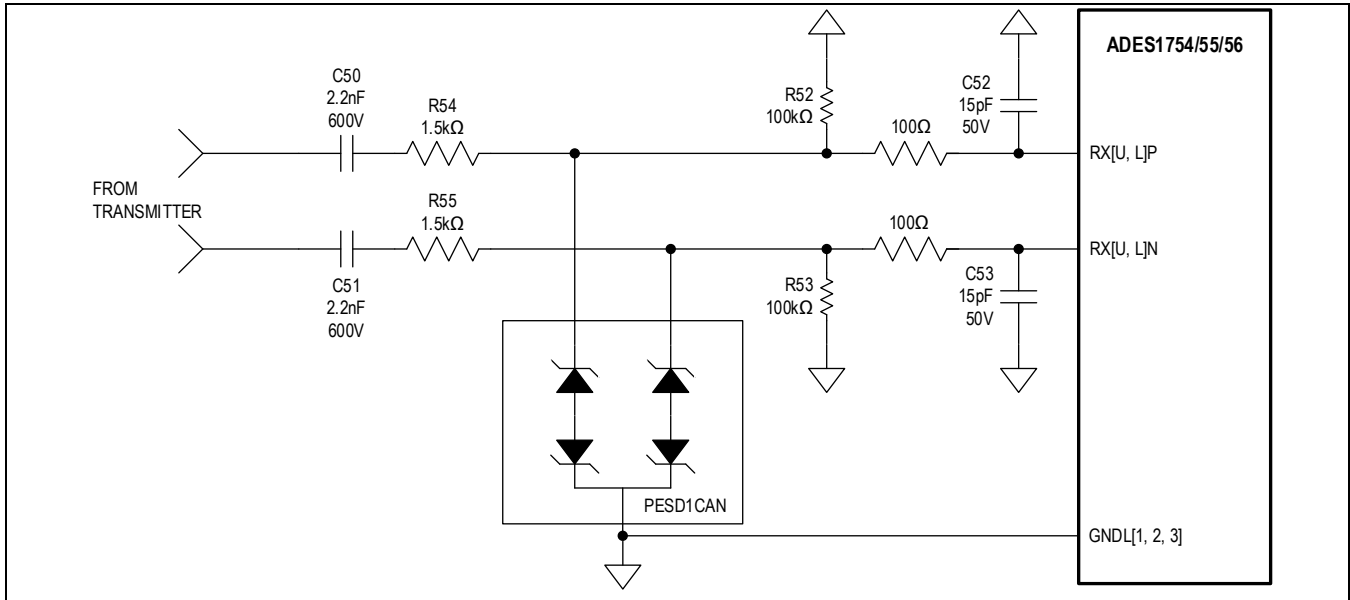 ADES1754/55/56
C50
2.2nF
600V
R54
1.5kΩ
R52
100kΩ
100Ω
C52
15pF
50V
RX[U, L]P
FROM
TRANSMITTER
R55
1.5kΩ
100Ω
RX[U, L]N
C51
2.2nF
600V
R53
100kΩ
C53
15pF
50V
PESD1CAN
GNDL[1, 2, 3]